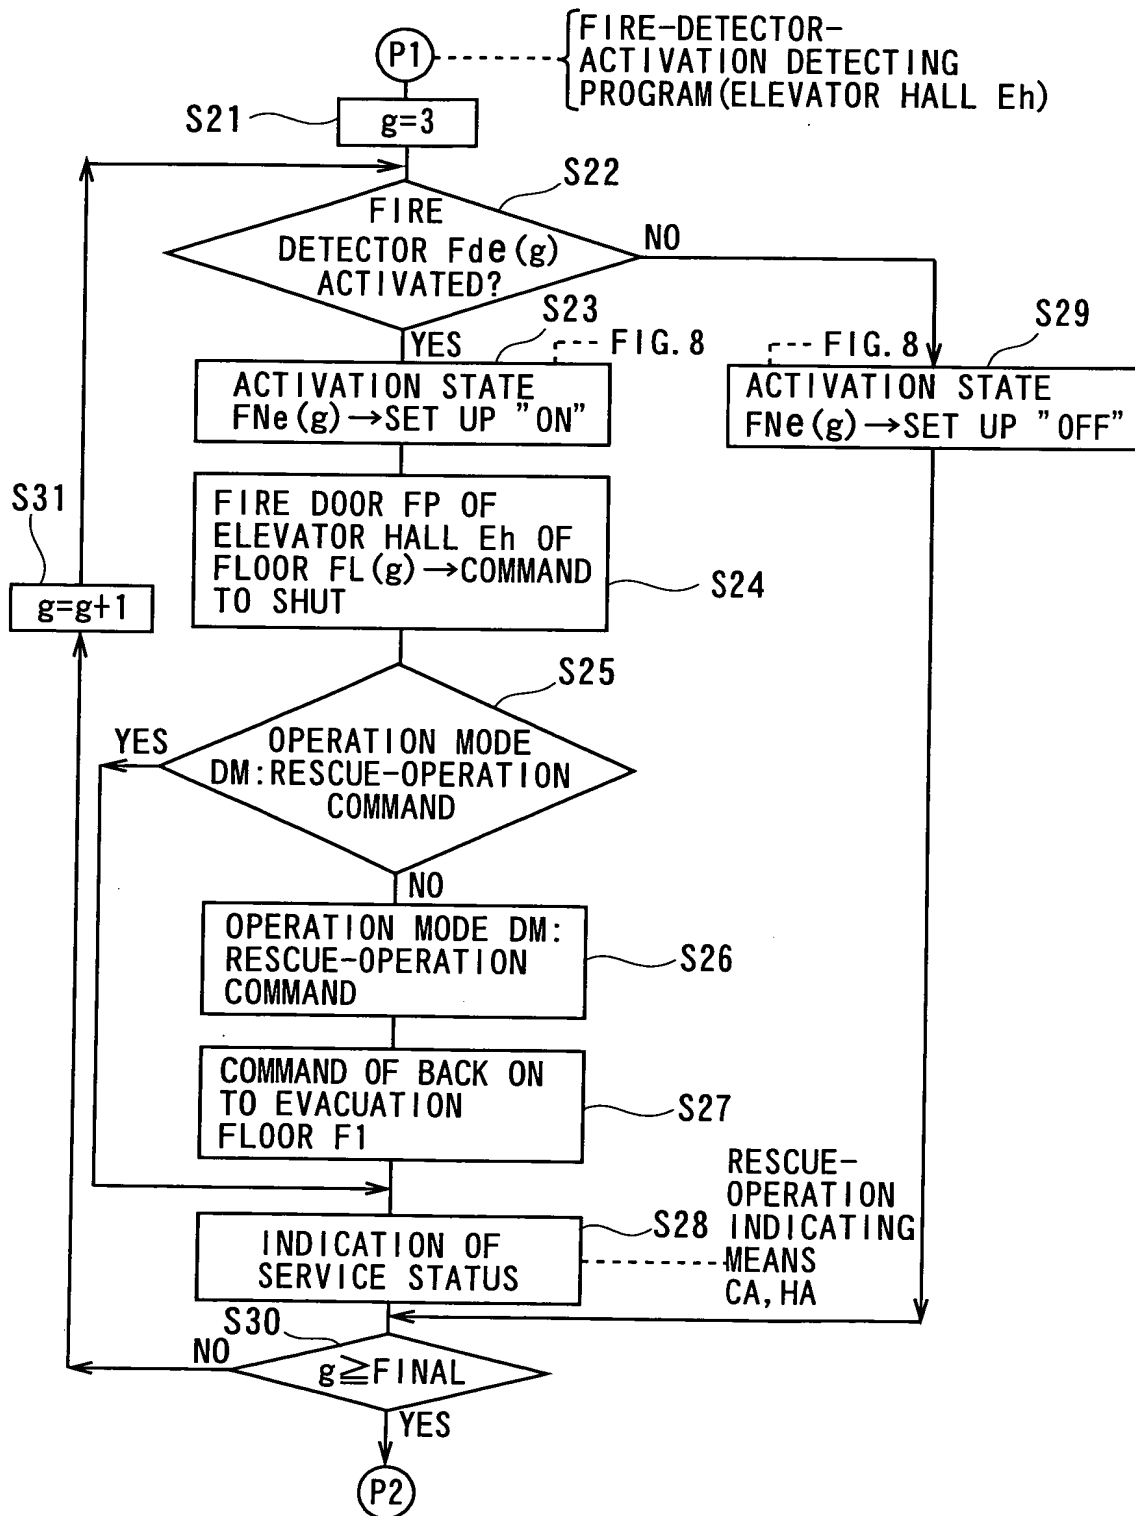 P1
FIRE-DETECTOR-
ACTIVATION DETECTING
PROGRAM(ELEVATOR HALL Eh)
S21
g=3
S22
FIRE
DETECTOR Fde(g)
ACTIVATED?
NO
YES
S23
FIG.8
ACTIVATION STATE
FNe(g)→SET UP "ON"
S29
FIG.8
ACTIVATION STATE
FNe(g)→SET UP "OFF"
S31
g=g+1
FIRE DOOR FP OF
ELEVATOR HALL Eh OF
FLOOR FL(g)→COMMAND
TO SHUT
S24
S25
YES
OPERATION MODE
DM:RESCUE-OPERATION
COMMAND
NO
OPERATION MODE DM:
RESCUE-OPERATION
COMMAND
S26
COMMAND OF BACK ON
TO EVACUATION
FLOOR F1
S27
INDICATION OF
SERVICE STATUS
S28
RESCUE-
OPERATION
INDICATING
MEANS
CA,HA
S30
NO
g≧FINAL
YES
P2